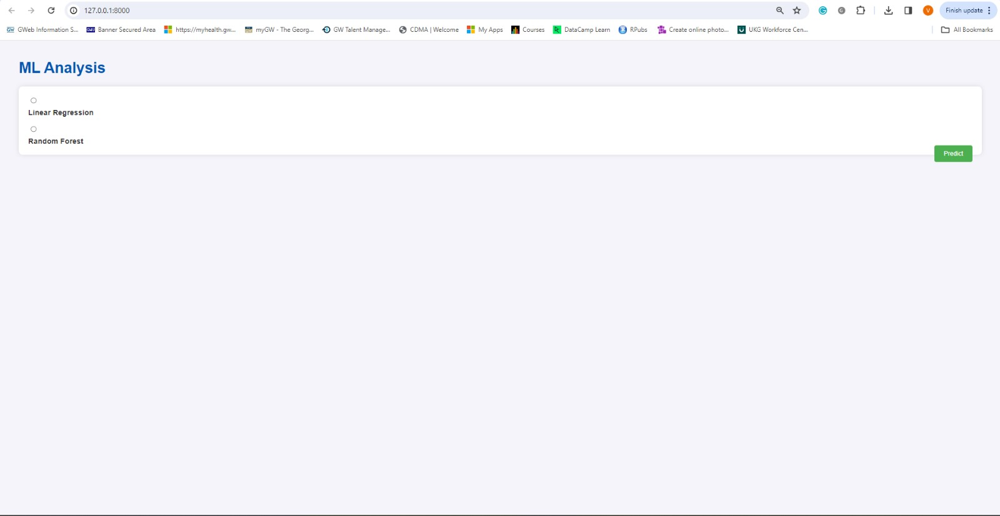 127.0.0.1:8000
Finish update
GW GWeb Information S... GWU Banner Secured Area https://myhealth.gw... myGW - The Georg... GW Talent Manage... CDMA | Welcome My Apps Courses DataCamp Learn RPubs Create online photo... UKG Workforce Cen... All Bookmarks
ML Analysis
Linear Regression
Random Forest
Predict